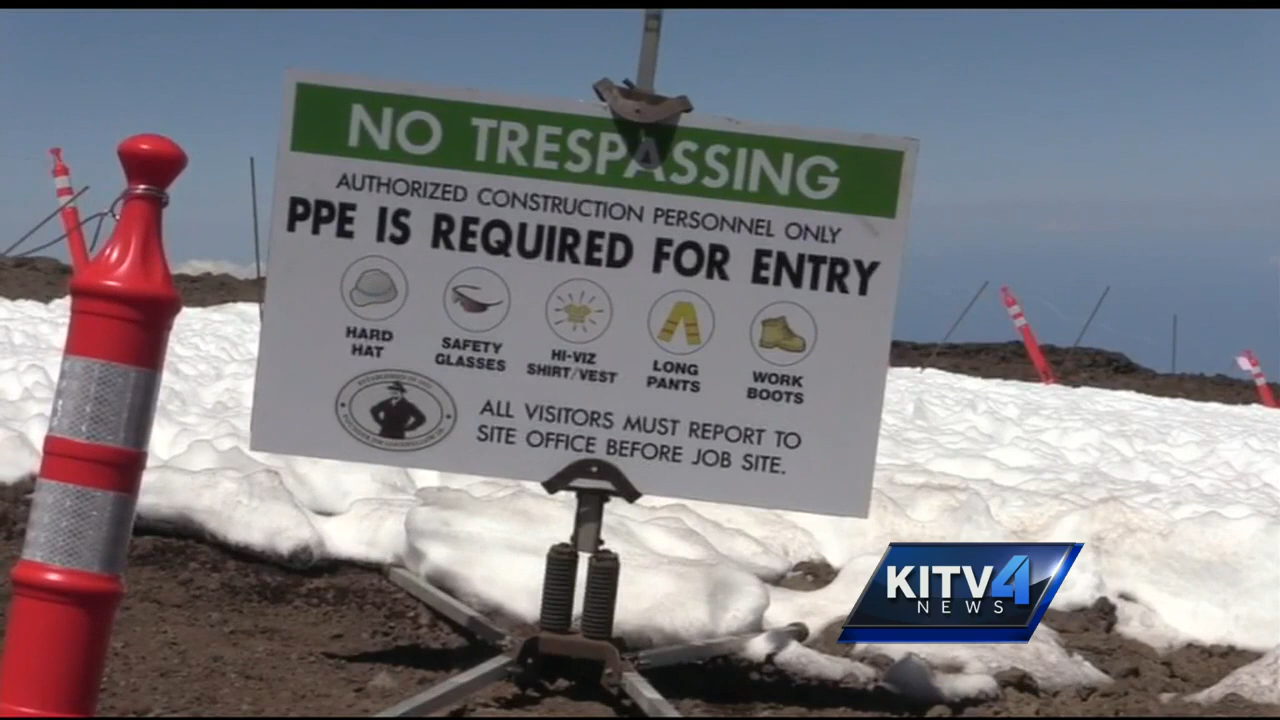 NO TRESPASSING
AUTHORIZED CONSTRUCTION PERSONNEL ONLY
PPE IS REQUIRED FOR ENTRY
HARD
HAT
SAFETY
GLASSES
HI-VIZ
SHIRT/VEST
LONG
PANTS
WORK
BOOTS
ALL VISITORS MUST REPORT TO
SITE OFFICE BEFORE JOB SITE.
KITV4
NEWS